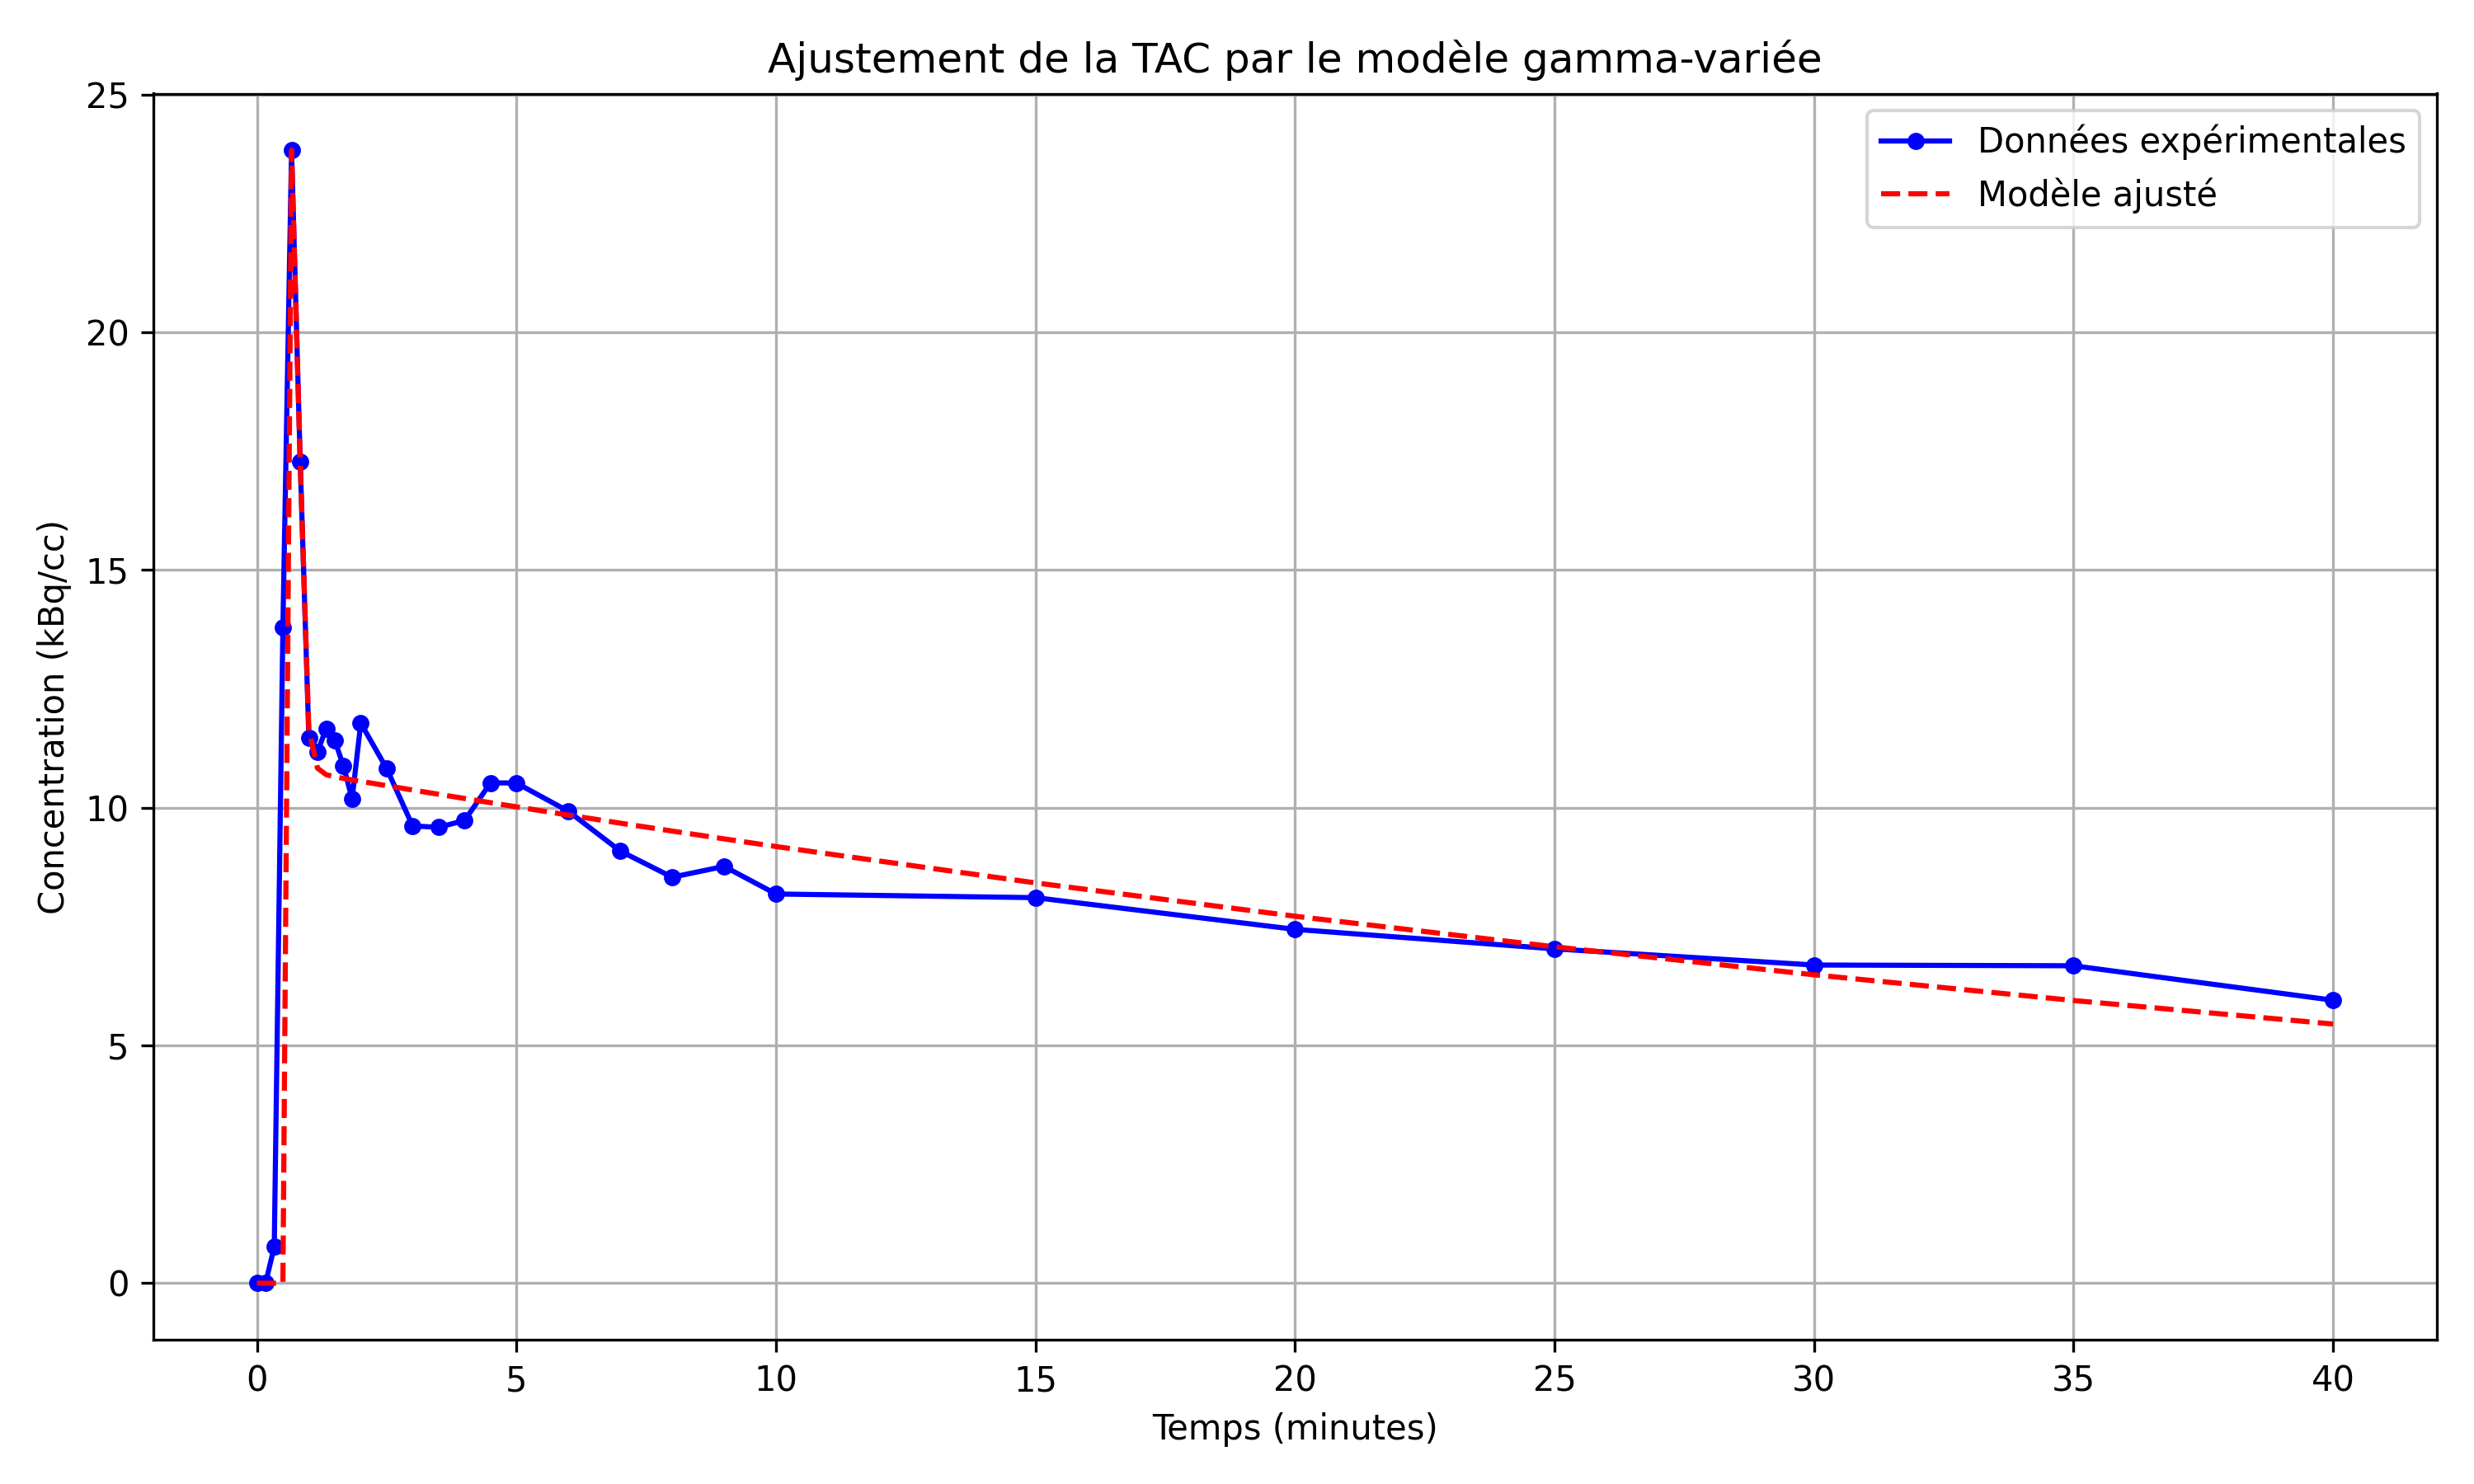 Ajustement de la TAC par le modèle gamma-variée
Données expérimentales
Modèle ajusté
Concentration (kBq/cc)
25
20
15
10
5
0
0 5 10 15 20 25 30 35 40
Temps (minutes)